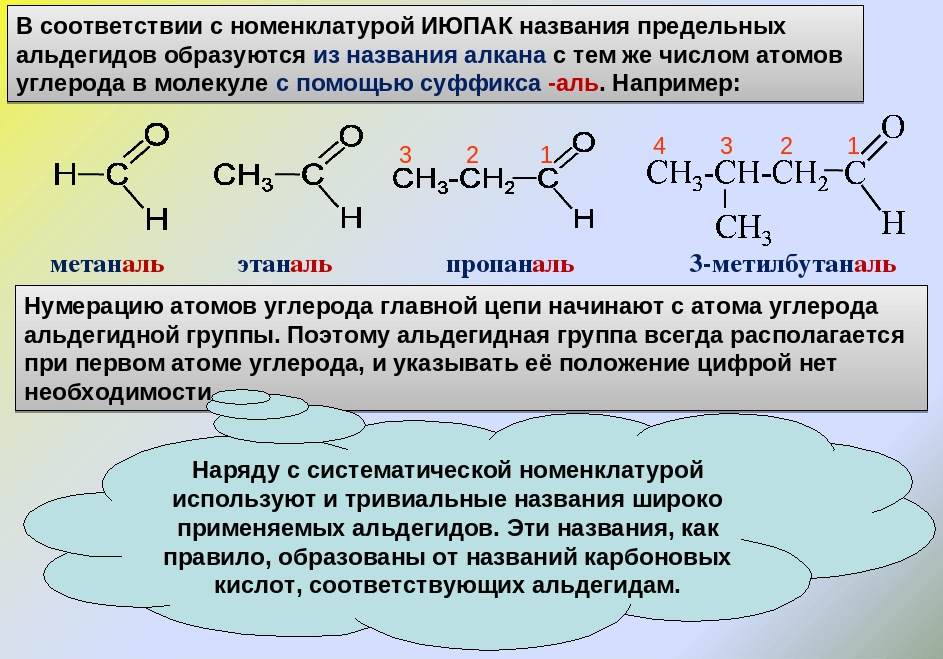 В соответствии с номенклатурой ИЮПАК названия предельных
альдегидов образуются из названия алкана с тем же числом атомов
углерода в молекуле с помощью суффикса -аль. Например:
H–C
O
H
CH₃–C
O
H
3 2 1
CH₃-CH₂–C
O
H
4 3 2 1
CH₃-CH-CH₂–C
O
H
CH₃
метаналь этаналь пропаналь 3-метилбутаналь
Нумерацию атомов углерода главной цепи начинают с атома углерода
альдегидной группы. Поэтому альдегидная группа всегда располагается
при первом атоме углерода, и указывать её положение цифрой нет
необходимости
Наряду с систематической номенклатурой
используют и тривиальные названия широко
применяемых альдегидов. Эти названия, как
правило, образованы от названий карбоновых
кислот, соответствующих альдегидам.